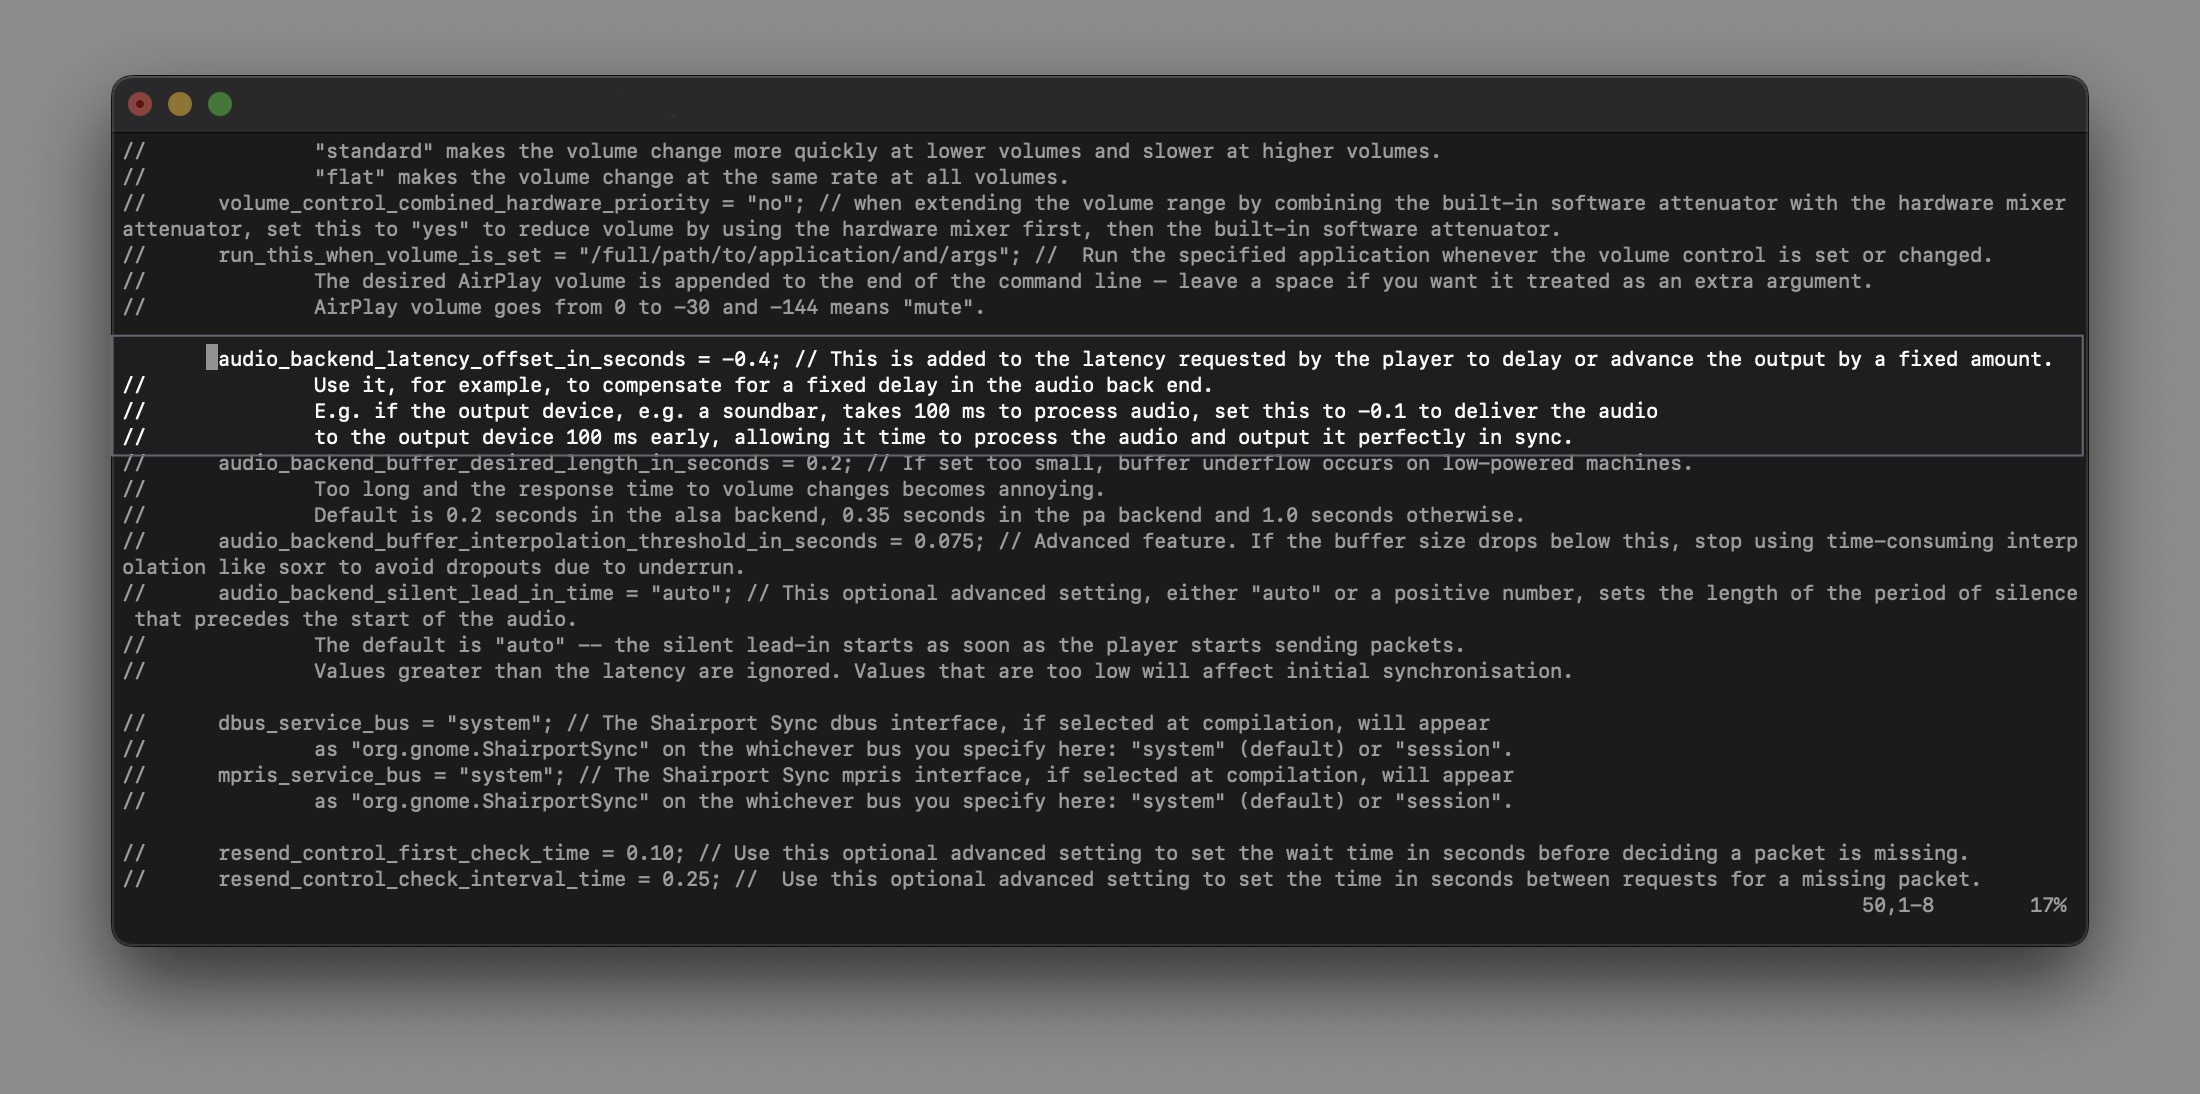 //              "standard" makes the volume change more quickly at lower volumes and slower at higher volumes.
//              "flat" makes the volume change at the same rate at all volumes.
//      volume_control_combined_hardware_priority = "no"; // when extending the volume range by combining the built-in software attenuator with the hardware mixer
attenuator, set this to "yes" to reduce volume by using the hardware mixer first, then the built-in software attenuator.
//      run_this_when_volume_is_set = "/full/path/to/application/and/args"; //  Run the specified application whenever the volume control is set or changed.
//              The desired AirPlay volume is appended to the end of the command line – leave a space if you want it treated as an extra argument.
//              AirPlay volume goes from 0 to -30 and -144 means "mute".
        audio_backend_latency_offset_in_seconds = -0.4; // This is added to the latency requested by the player to delay or advance the output by a fixed amount.
//              Use it, for example, to compensate for a fixed delay in the audio back end.
//              E.g. if the output device, e.g. a soundbar, takes 100 ms to process audio, set this to -0.1 to deliver the audio
//              to the output device 100 ms early, allowing it time to process the audio and output it perfectly in sync.
//      audio_backend_buffer_desired_length_in_seconds = 0.2; // If set too small, buffer underflow occurs on low-powered machines.
//              Too long and the response time to volume changes becomes annoying.
//              Default is 0.2 seconds in the alsa backend, 0.35 seconds in the pa backend and 1.0 seconds otherwise.
//      audio_backend_buffer_interpolation_threshold_in_seconds = 0.075; // Advanced feature. If the buffer size drops below this, stop using time-consuming interp
olation like soxr to avoid dropouts due to underrun.
//      audio_backend_silent_lead_in_time = "auto"; // This optional advanced setting, either "auto" or a positive number, sets the length of the period of silence
 that precedes the start of the audio.
//              The default is "auto" -- the silent lead-in starts as soon as the player starts sending packets.
//              Values greater than the latency are ignored. Values that are too low will affect initial synchronisation.
//      dbus_service_bus = "system"; // The Shairport Sync dbus interface, if selected at compilation, will appear
//              as "org.gnome.ShairportSync" on the whichever bus you specify here: "system" (default) or "session".
//      mpris_service_bus = "system"; // The Shairport Sync mpris interface, if selected at compilation, will appear
//              as "org.gnome.ShairportSync" on the whichever bus you specify here: "system" (default) or "session".
//      resend_control_first_check_time = 0.10; // Use this optional advanced setting to set the wait time in seconds before deciding a packet is missing.
//      resend_control_check_interval_time = 0.25; //  Use this optional advanced setting to set the time in seconds between requests for a missing packet.
50,1-8        17%